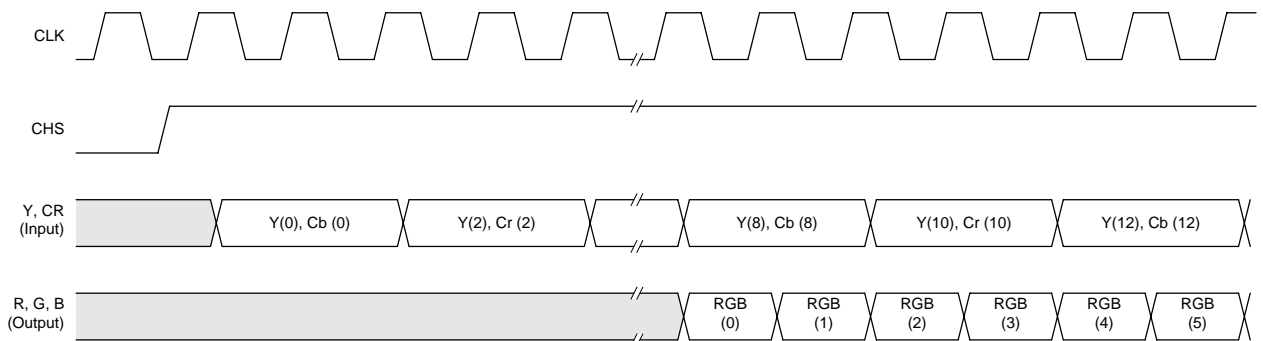 CLK
CHS
Y, CR
(Input)
Y(0), Cb (0)
Y(2), Cr (2)
Y(8), Cb (8)
Y(10), Cr (10)
Y(12), Cb (12)
R, G, B
(Output)
RGB
(0)
RGB
(1)
RGB
(2)
RGB
(3)
RGB
(4)
RGB
(5)